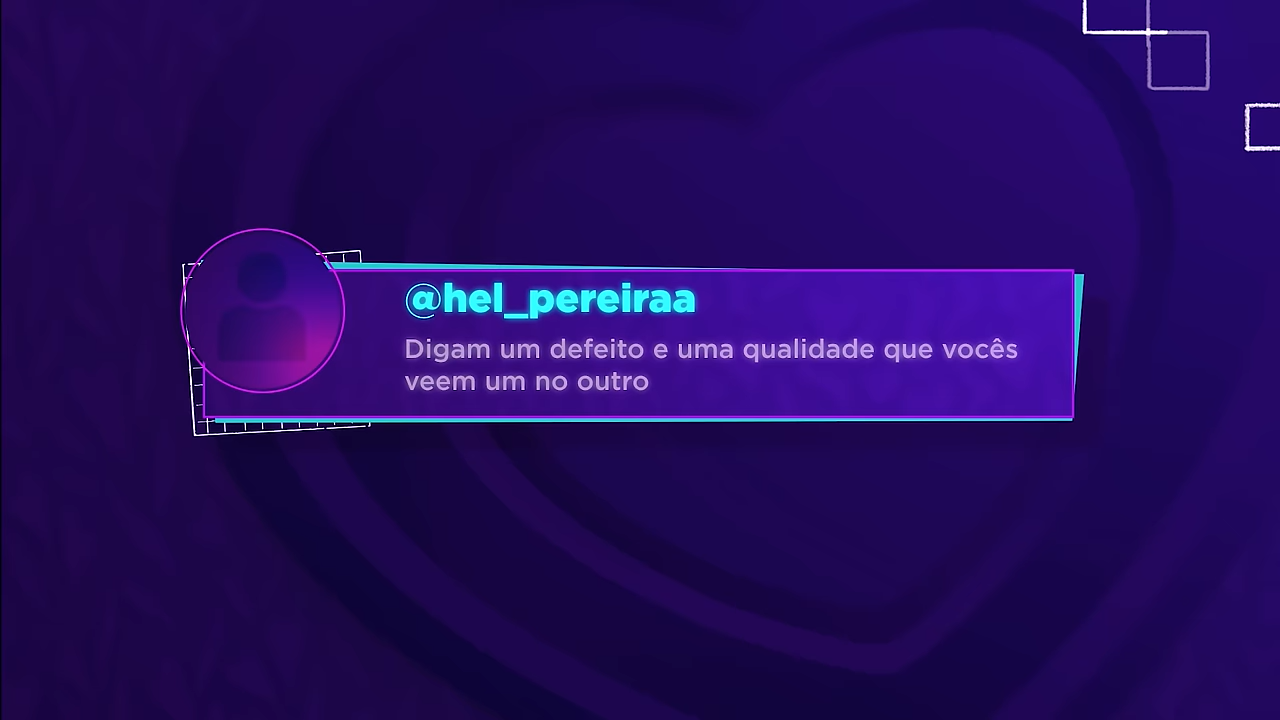 @hel_pereiraa
Digam um defeito e uma qualidade que vocês
veem um no outro